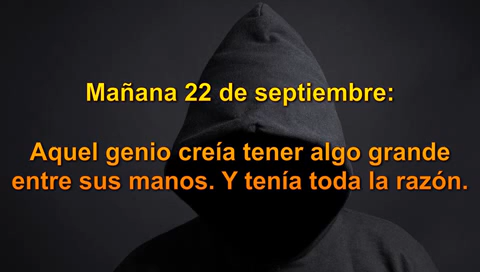 Mañana 22 de septiembre:
Aquel genio creía tener algo grande
entre sus manos. Y tenía toda la razón.